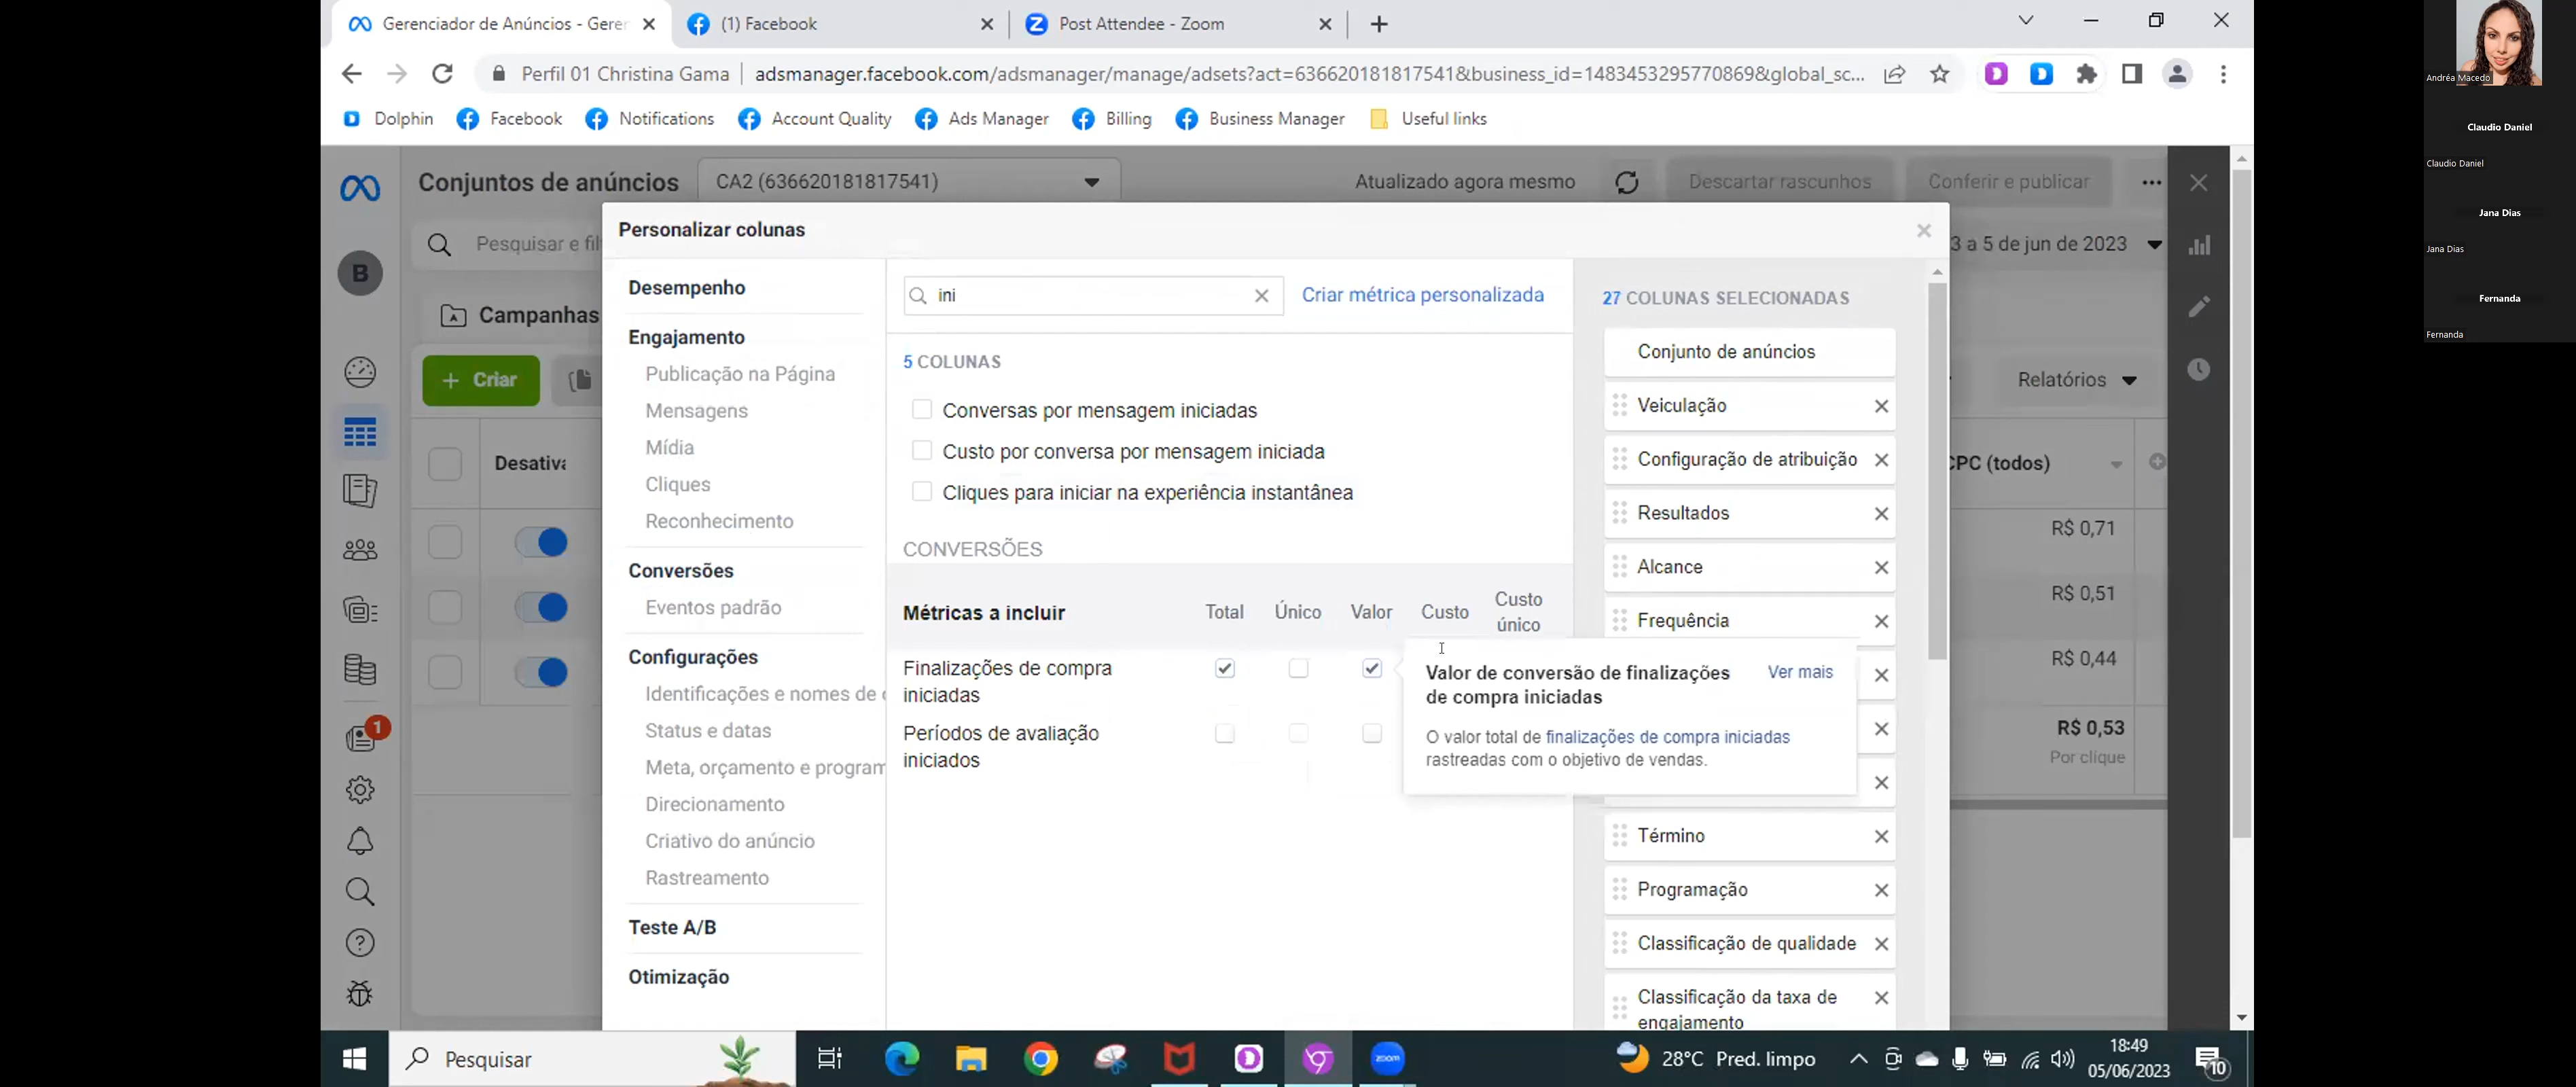 Gerenciador de Anúncios - Geren
(1) Facebook
Post Attendee - Zoom
Perfil 01 Christina Gama
adsmanager.facebook.com/adsmanager/manage/adsets?act=636620181817541&business_id=1483453295770869&global_sc...
Dolphin
Facebook
Notifications
Account Quality
Ads Manager
Billing
Business Manager
Useful links
Conjuntos de anúncios
CA2 (636620181817541)
Atualizado agora mesmo
Descartar rascunhos
Conferir e publicar
B
Pesquisar e fil
3 a 5 de jun de 2023
Campanhas
+ Criar
Relatórios
Desativa
CPC (todos)
R$ 0,71
R$ 0,51
R$ 0,44
R$ 0,53
Por clique
1
Personalizar colunas
Desempenho
Engajamento
Publicação na Página
Mensagens
Mídia
Cliques
Reconhecimento
Conversões
Eventos padrão
Configurações
Identificações e nomes de c
Status e datas
Meta, orçamento e program
Direcionamento
Criativo do anúncio
Rastreamento
Teste A/B
Otimização
ini
Criar métrica personalizada
5 COLUNAS
Conversas por mensagem iniciadas
Custo por conversa por mensagem iniciada
Cliques para iniciar na experiência instantânea
CONVERSÕES
Métricas a incluir
Total
Único
Valor
Custo
Custo único
Finalizações de compra
iniciadas
Períodos de avaliação
iniciados
Valor de conversão de finalizações
de compra iniciadas
Ver mais
O valor total de finalizações de compra iniciadas
rastreadas com o objetivo de vendas.
27 COLUNAS SELECIONADAS
Conjunto de anúncios
Veiculação
Configuração de atribuição
Resultados
Alcance
Frequência
Término
Programação
Classificação de qualidade
Classificação da taxa de
engajamento
Andréa Macedo
Claudio Daniel
Claudio Daniel
Jana Dias
Jana Dias
Fernanda
Fernanda
Pesquisar
zoom
28°C Pred. limpo
18:49
05/06/2023
10